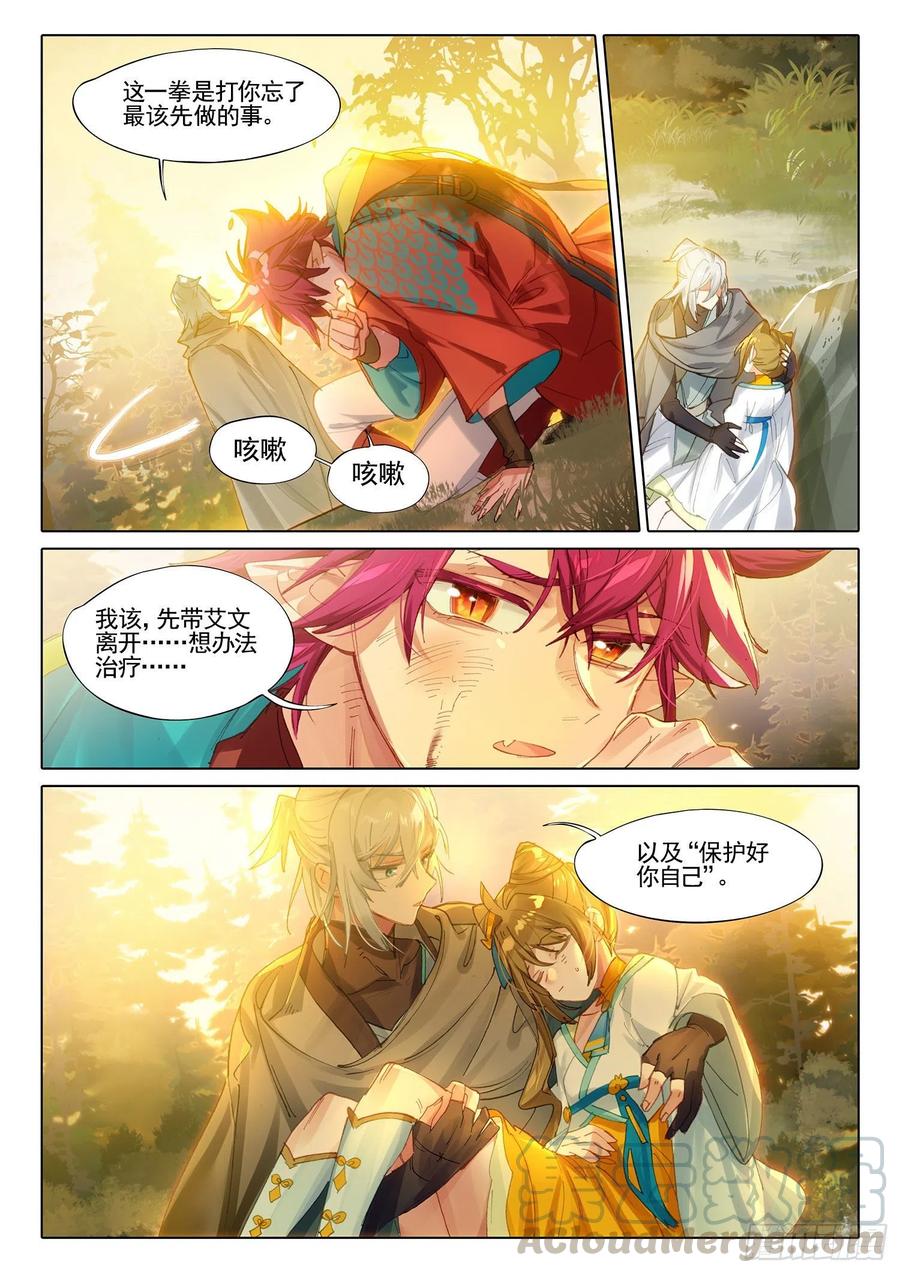 这一拳是打你忘了
最该先做的事。
咳嗽
咳嗽
我该，先带艾文
离开……想办法
治疗……
以及“保护好
你自己”。
AcloudMerge.com